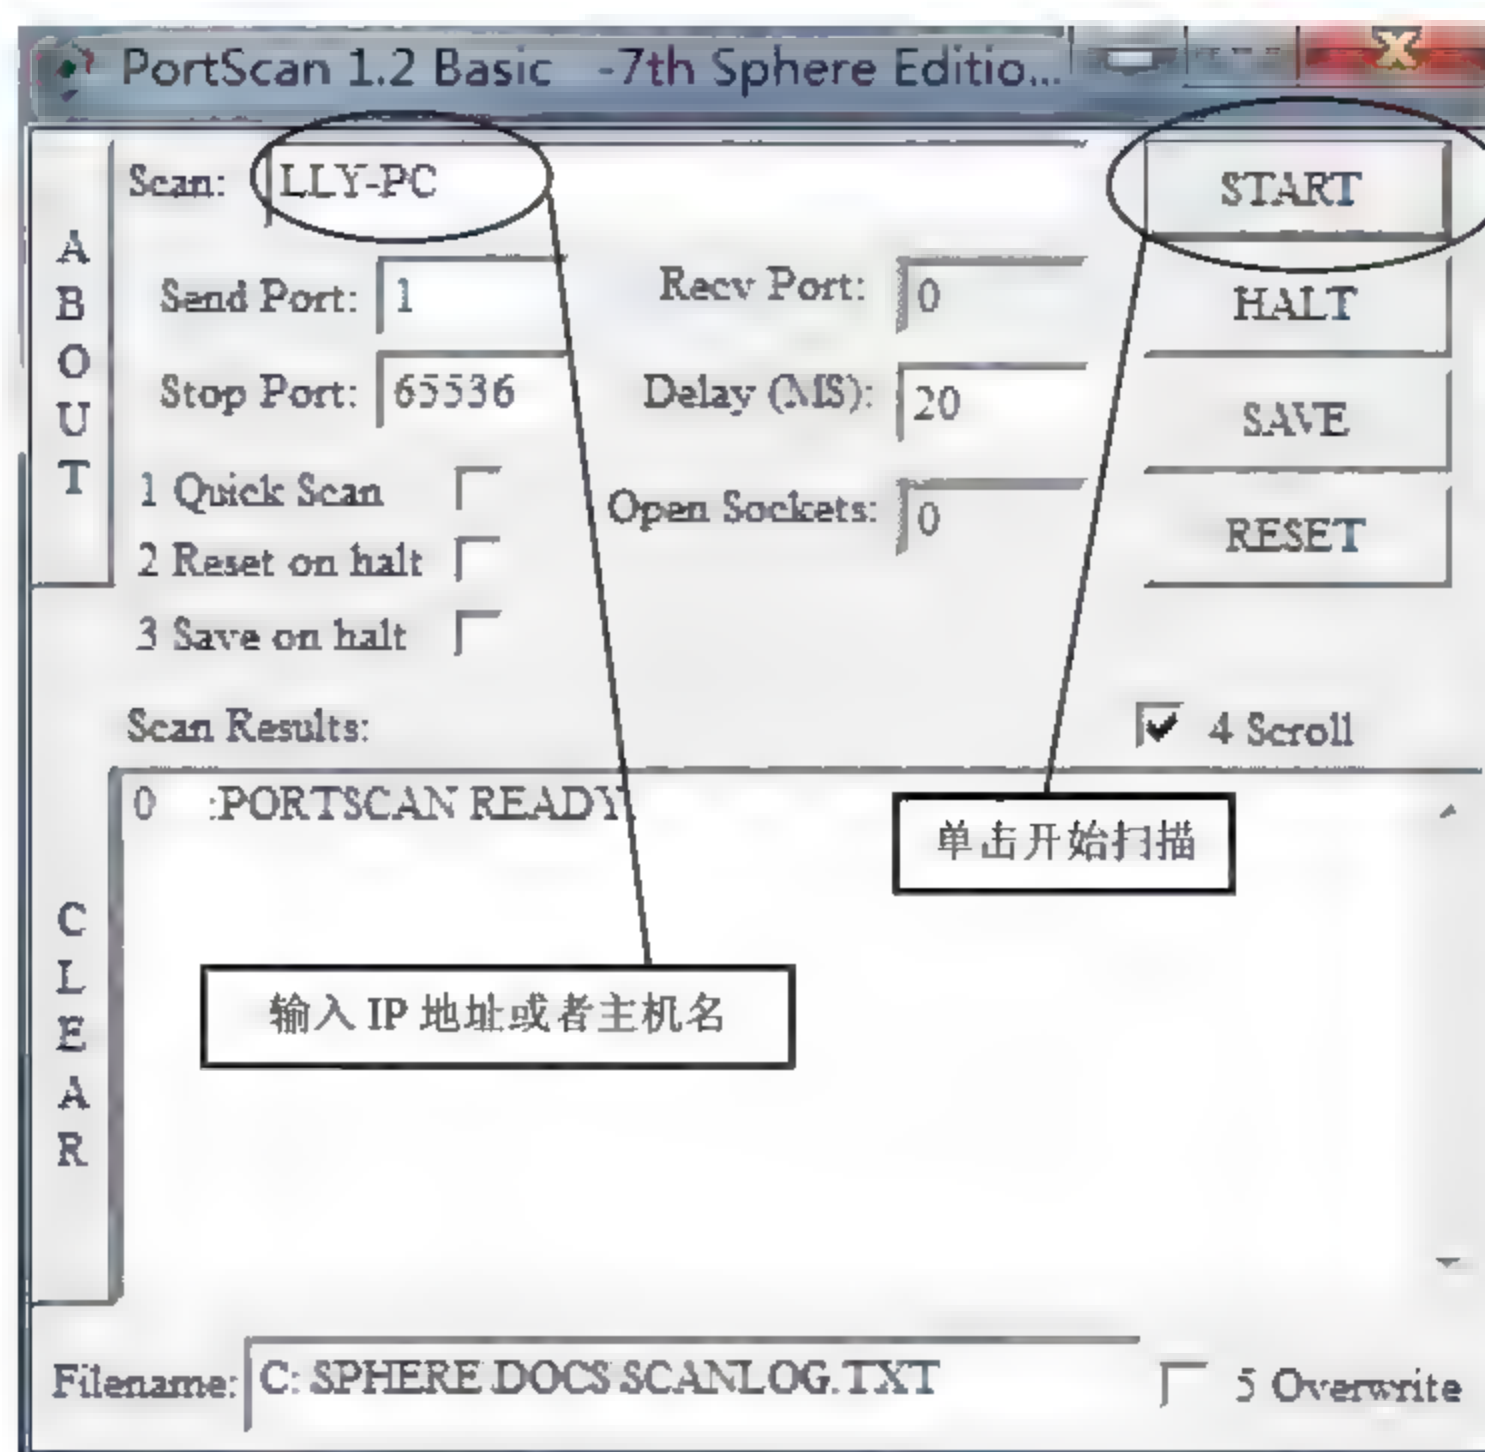 PortScan 1.2 Basic -7th Sphere Editio...
ABOUT
Scan: LLY-PC
START
Send Port: 1
Recv Port: 0
HALT
Stop Port: 65536
Delay (MS): 20
SAVE
1 Quick Scan
Open Sockets: 0
RESET
2 Reset on halt
3 Save on halt
Scan Results:
4 Scroll
CLEAR
0 :PORTSCAN READY
单击开始扫描
输入 IP 地址或者主机名
Filename: C: SPHERE DOCS SCANLOG.TXT
5 Overwrite